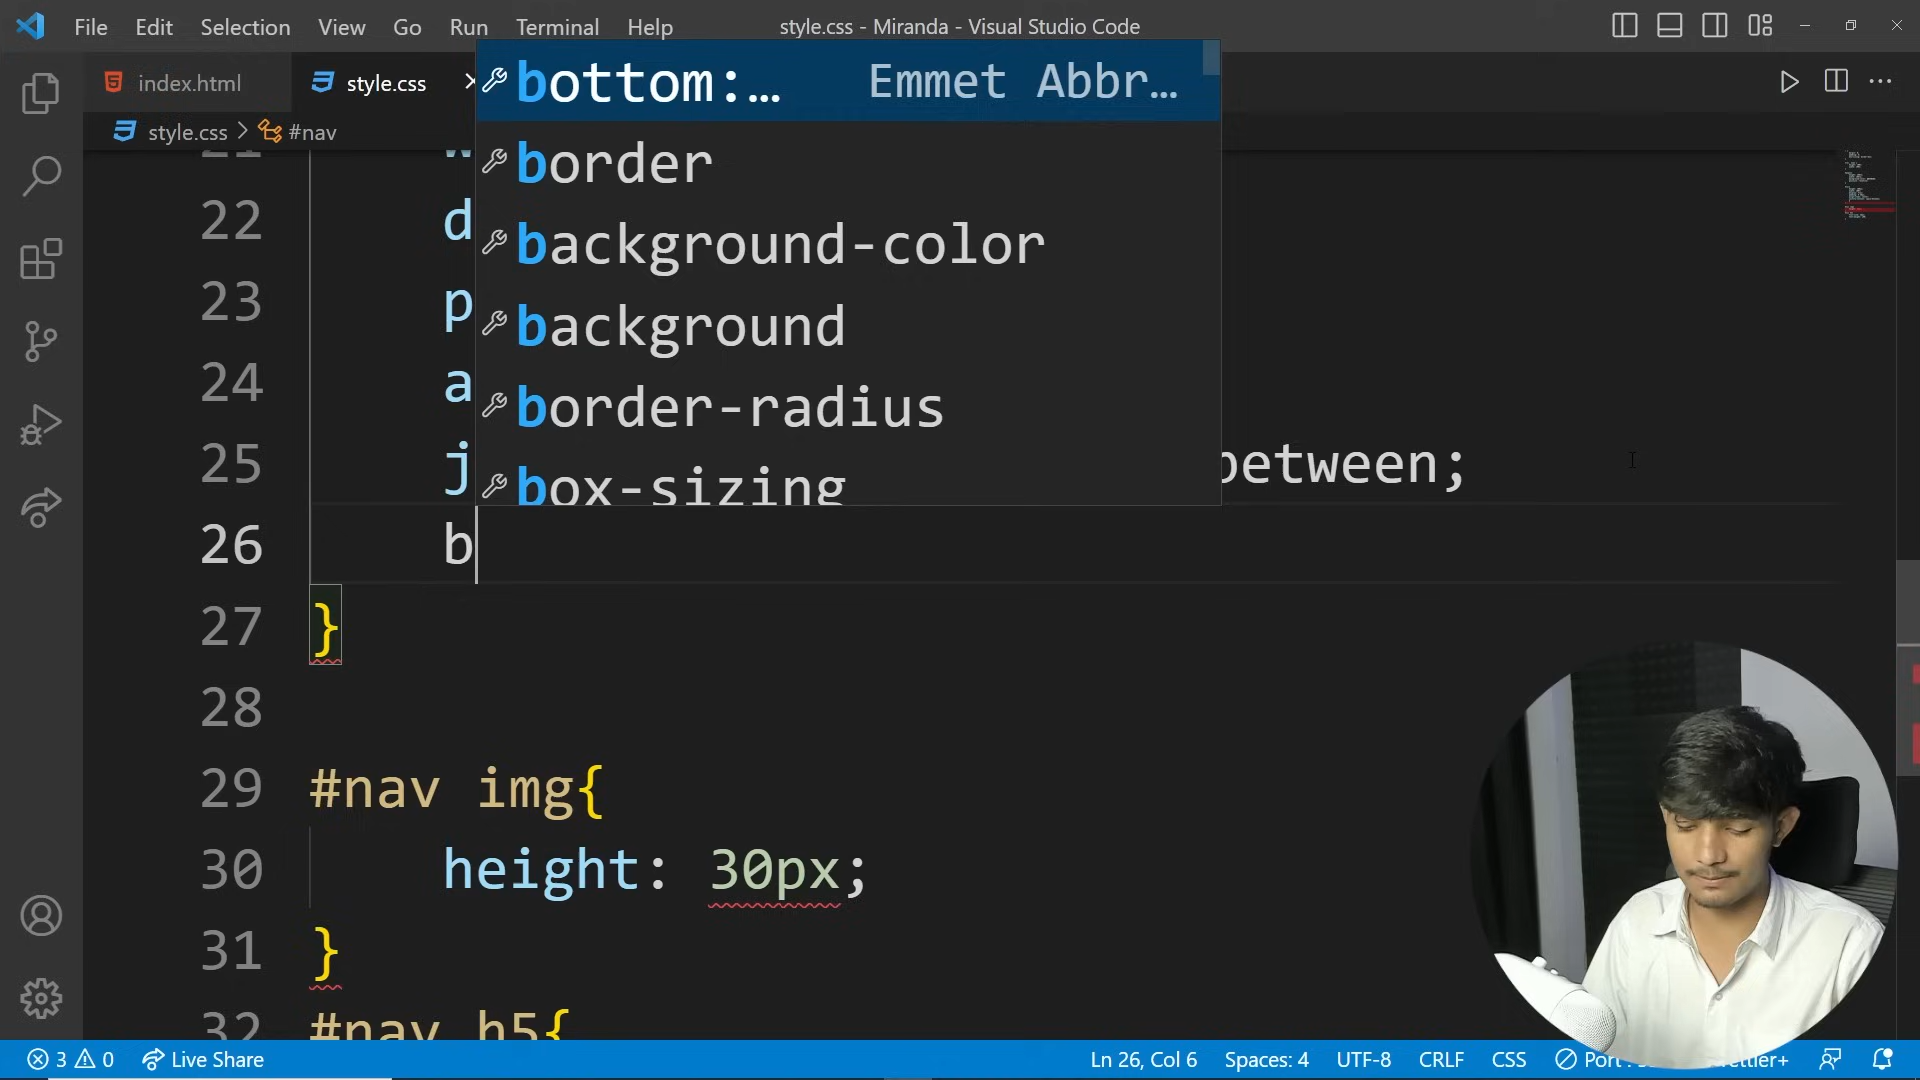 File Edit Selection View Go Run Terminal Help style.css - Miranda - Visual Studio Code
index.html style.css
style.css > #nav
bottom:… Emmet Abbr…
border
background-color
background
border-radius
box-sizing
22 d
23 p
24 a
25 j between;
26 b
27 }
28
29 #nav img{
30 height: 30px;
31 }
32 #nav h5{
3 0 Live Share Ln 26, Col 6 Spaces: 4 UTF-8 CRLF CSS Port :